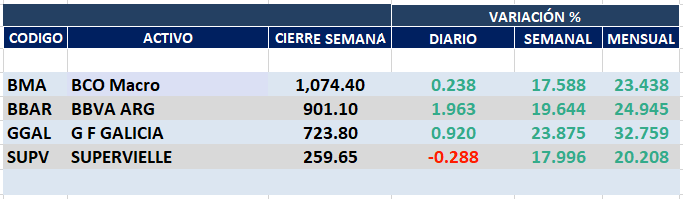 VARIACIÓN %
CODIGO ACTIVO CIERRE SEMANA DIARIO SEMANAL MENSUAL
BMA BCO Macro 1,074.40 0.238 17.588 23.438
BBAR BBVA ARG 901.10 1.963 19.644 24.945
GGAL G F GALICIA 723.80 0.920 23.875 32.759
SUPV SUPERVIELLE 259.65 -0.288 17.996 20.208